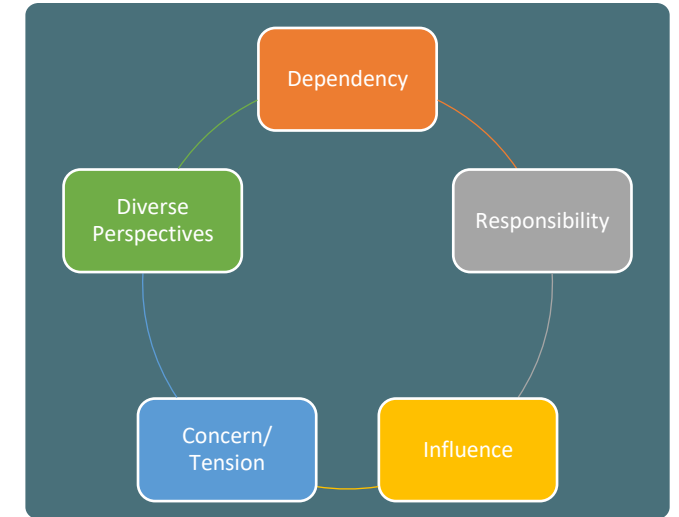 Dependency
Responsibility
Influence
Concern/
Tension
Diverse
Perspectives